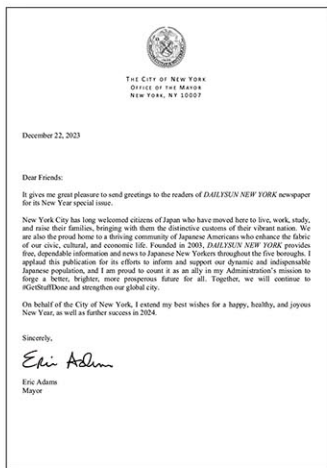 THE CITY OF NEW YORK
OFFICE OF THE MAYOR
NEW YORK, NY 10007
December 22, 2023
Dear Friends:
It gives me great pleasure to send greetings to the readers of DAILYSUN NEW YORK newspaper
for its New Year special issue.
New York City has long welcomed citizens of Japan who have moved here to live, work, study,
and raise their families, bringing with them the distinctive customs of their vibrant nation. We
are also the proud home to a thriving community of Japanese Americans who enhance the fabric
of our civic, cultural, and economic life. Founded in 2003, DAILYSUN NEW YORK provides
free, dependable information and news to Japanese New Yorkers throughout the five boroughs. I
applaud this publication for its efforts to inform and support our dynamic and indispensable
Japanese population, and I am proud to count it as an ally in my Administration's mission to
forge a better, brighter, more prosperous future for all. Together, we will continue to
#GetStuffDone and strengthen our global city.
On behalf of the City of New York, I extend my best wishes for a happy, healthy, and joyous
New Year, as well as further success in 2024.
Sincerely,
Eric Adams
Eric Adams
Mayor